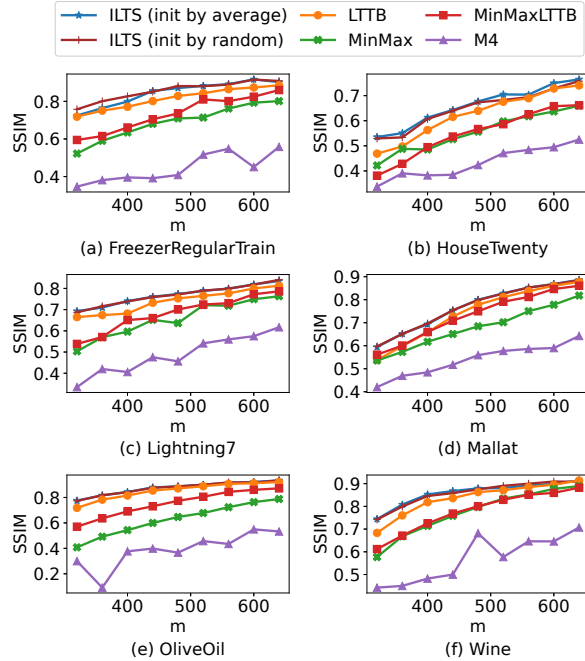 ILTS (init by average) LTTB MinMaxLTTB
ILTS (init by random) MinMax M4
SSIM 0.8 0.6 0.4
400 500 600
m
(a) FreezerRegularTrain
SSIM 0.7 0.6 0.5 0.4
400 500 600
m
(b) HouseTwenty
SSIM 0.8 0.7 0.6 0.5 0.4
400 500 600
m
(c) Lightning7
SSIM 0.9 0.8 0.7 0.6 0.5 0.4
400 500 600
m
(d) Mallat
SSIM 0.8 0.6 0.4 0.2
400 500 600
m
(e) OliveOil
SSIM 0.9 0.8 0.7 0.6 0.5
400 500 600
m
(f) Wine